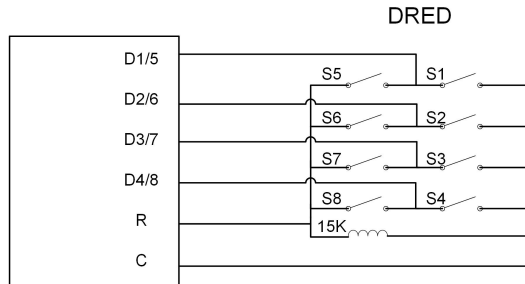 DRED
D1/5
S5 S1
D2/6
S6 S2
D3/7
S7 S3
D4/8
S8 S4
R
15K
C